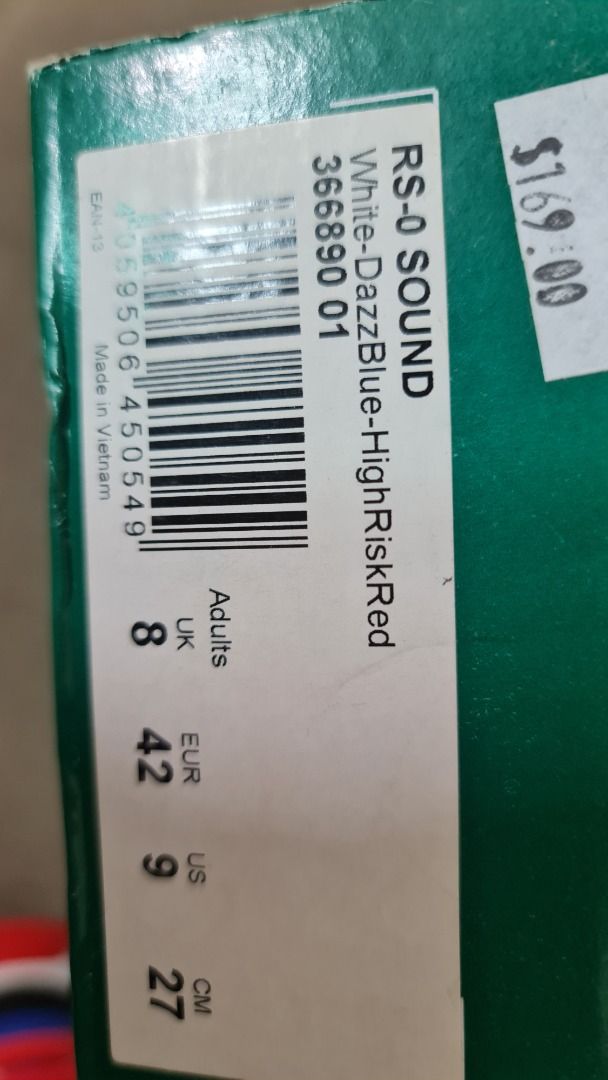 $169.00
RS-0 SOUND
White-DazzBlue-HighRiskRed
366890 01
4 059506 450549
EAN-13
Made in Vietnam
Adults
UK EUR US CM
8 42 9 27